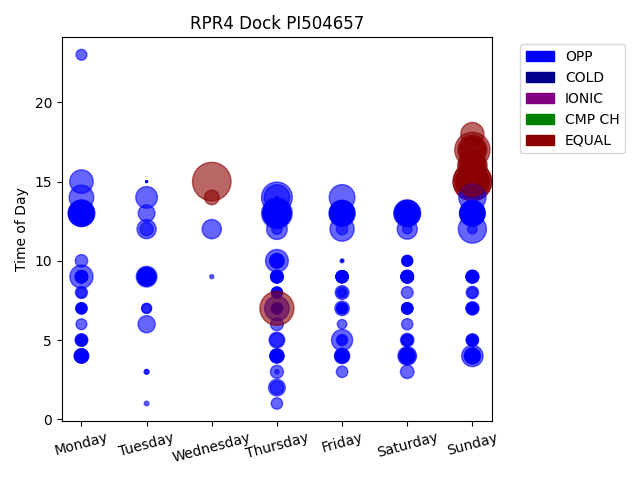 RPR4 Dock PI504657
OPP
COLD
IONIC
CMP CH
EQUAL
Time of Day
20
15
10
5
0
Monday
Tuesday
Wednesday
Thursday
Friday
Saturday
Sunday